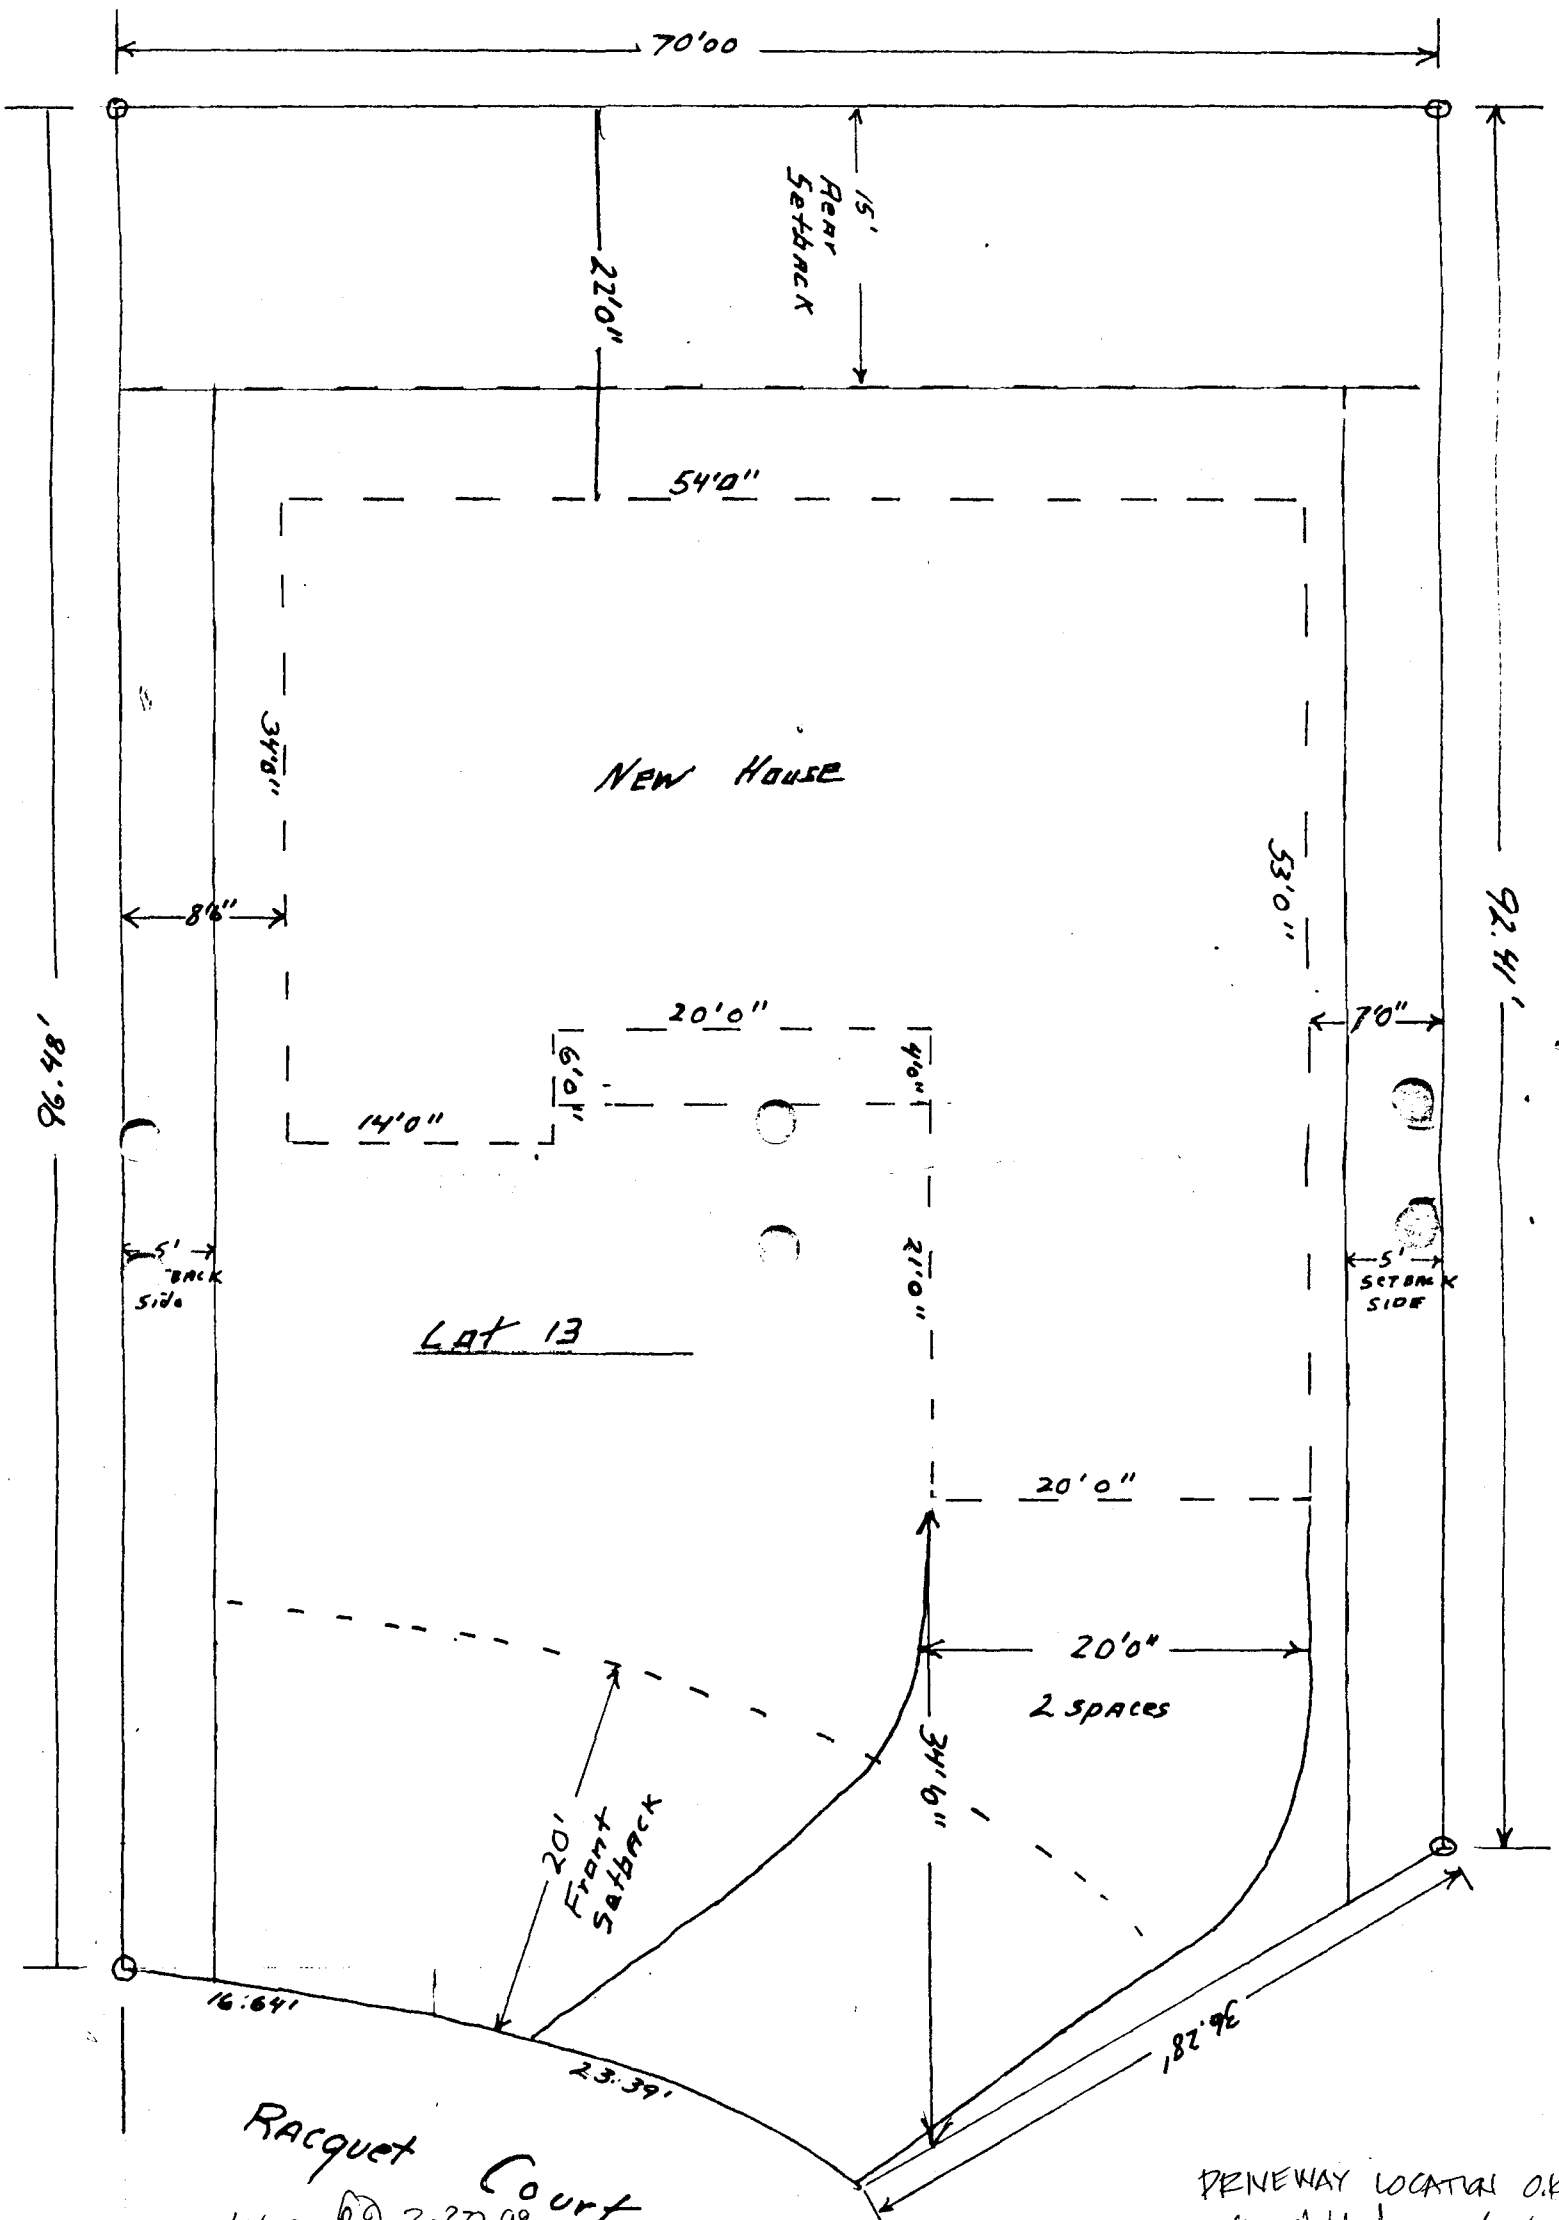 70'00
15'
Rear
Setback
22'0"
54'0"
34'0"
New House
53'0"
8'6"
96.48'
92.41'
20'0"
7'0"
6'0"
4'0"
14'0"
5'
BACK
Side
21'0"
5'
SETBACK
SIDE
Lot 13
20'0"
20'0"
2 Spaces
34'6"
20'
Front
Setback
16.64'
23.39'
36.28'
Racquet Court
DRIVEWAY LOCATION O.K.